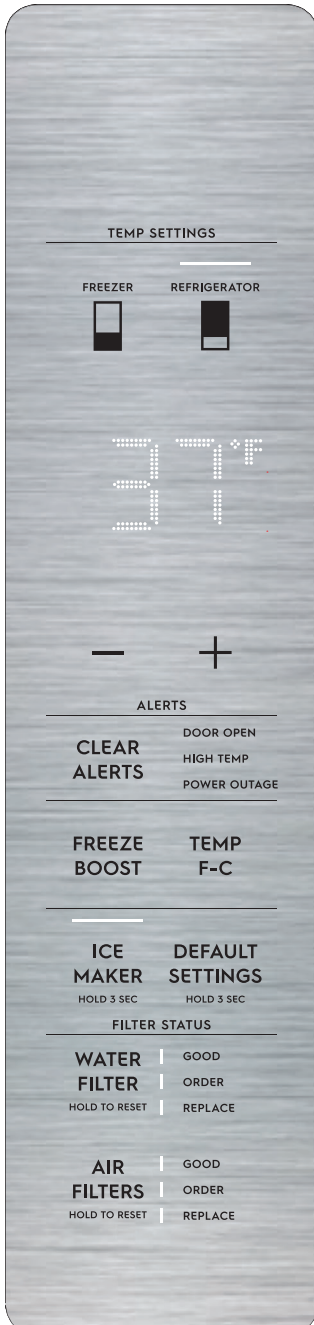 TEMP SETTINGS
FREEZER REFRIGERATOR
37°F
− +
ALERTS
CLEAR ALERTS
DOOR OPEN
HIGH TEMP
POWER OUTAGE
FREEZE BOOST
TEMP F-C
ICE MAKER
HOLD 3 SEC
DEFAULT SETTINGS
HOLD 3 SEC
FILTER STATUS
WATER FILTER
HOLD TO RESET
GOOD
ORDER
REPLACE
AIR FILTERS
HOLD TO RESET
GOOD
ORDER
REPLACE